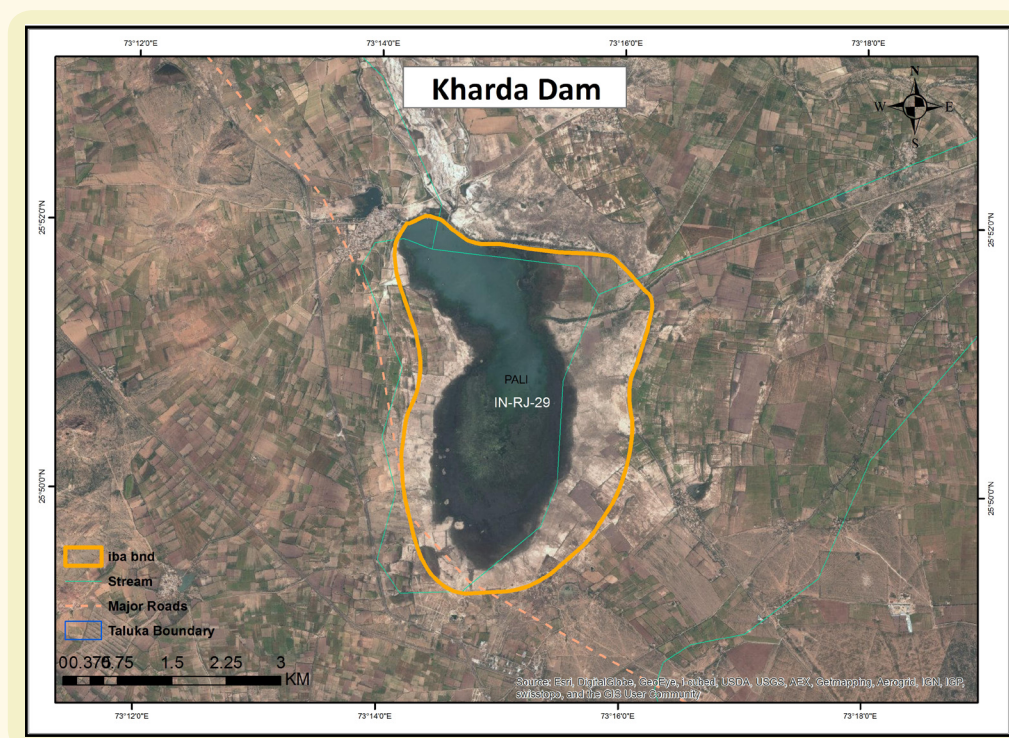 73°12'0"E 73°14'0"E 73°16'0"E 73°18'0"E
Kharda Dam
N
W E
S
25°52'0"N 25°52'0"N
PALI
IN-RJ-29
25°50'0"N 25°50'0"N
iba bnd
Stream
Major Roads
Taluka Boundary
0 0.375 0.75 1.5 2.25 3
KM
Source: Esri, DigitalGlobe, GeoEye, i-cubed, USDA, USGS, AEX, Getmapping, Aerogrid, IGN, IGP,
swisstopo, and the GIS User Community
73°12'0"E 73°14'0"E 73°16'0"E 73°18'0"E